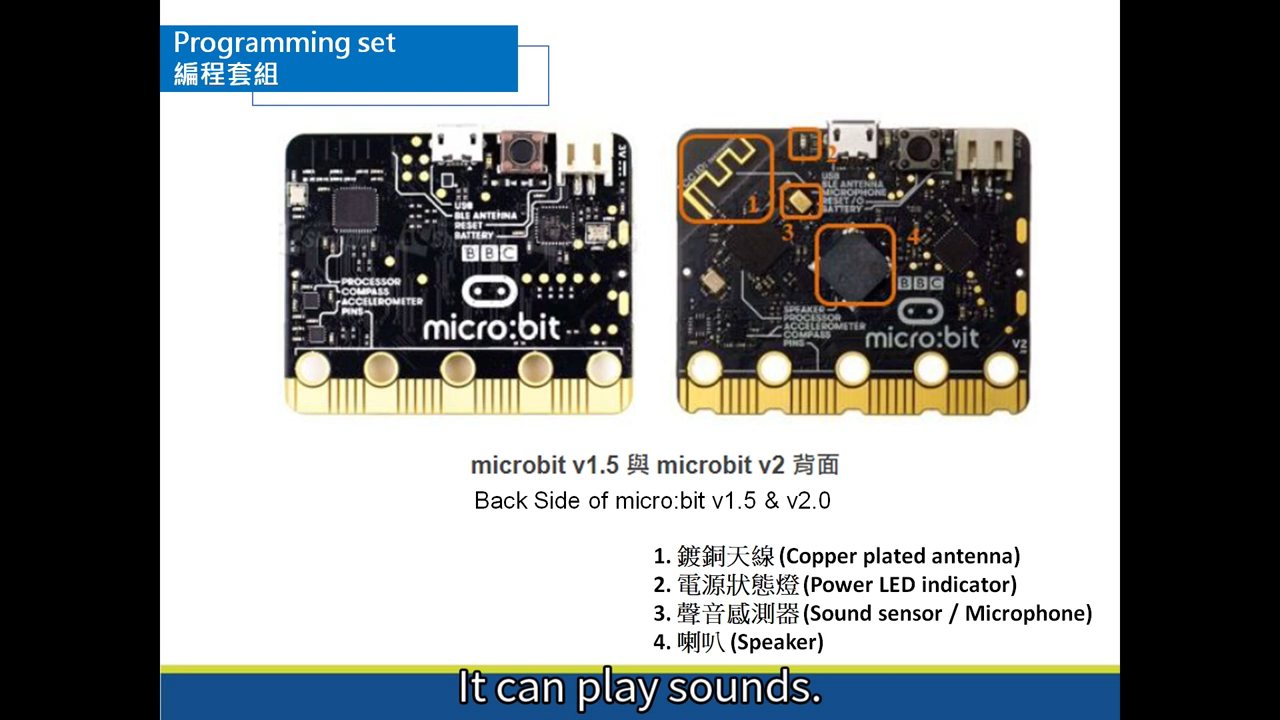 Programming set
編程套組
USB
BLE ANTENNA
RESET
BATTERY
BBC
PROCESSOR
COMPASS
ACCELEROMETER
PINS
micro:bit
3V
1
2
3
4
USB
BLE ANTENNA
MICROPHONE
RESET / O
BATTERY
BBC
SPEAKER
PROCESSOR
ACCELEROMETER
COMPASS
PINS
micro:bit
V2
microbit v1.5 與 microbit v2 背面
Back Side of micro:bit v1.5 & v2.0
1. 鍍銅天線 (Copper plated antenna)
2. 電源狀態燈 (Power LED indicator)
3. 聲音感測器 (Sound sensor / Microphone)
4. 喇叭 (Speaker)
It can play sounds.